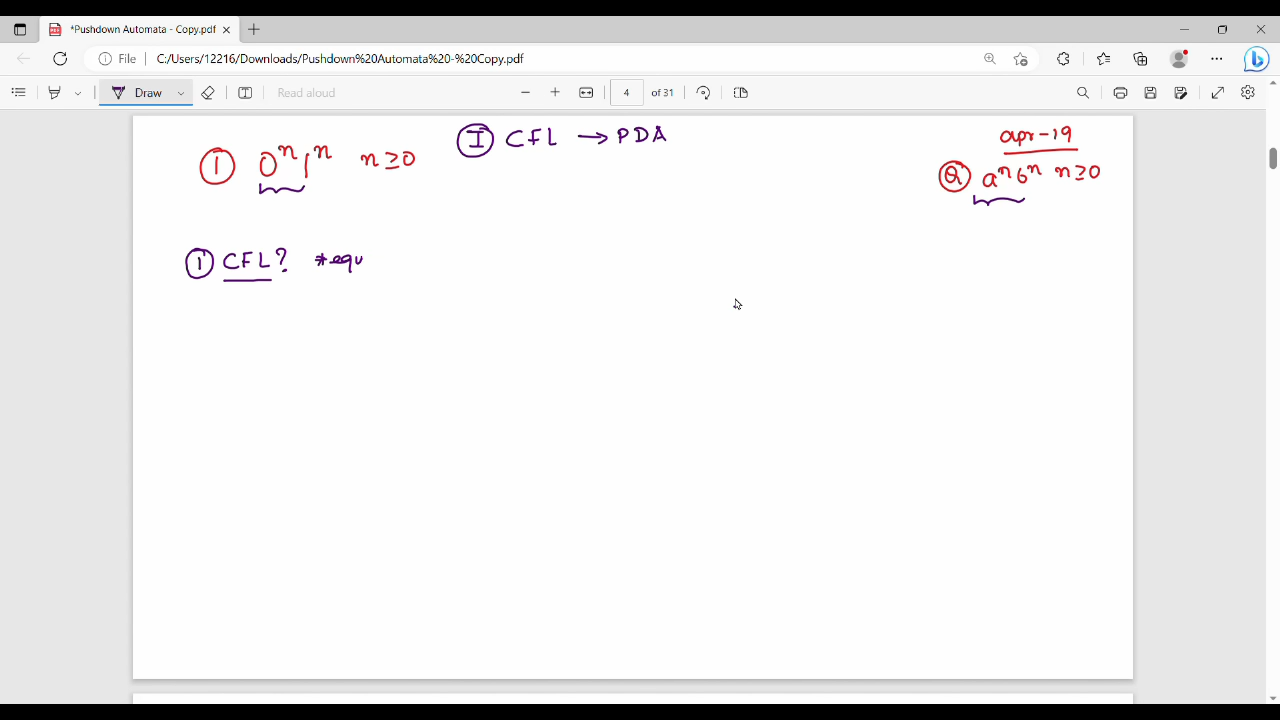 *Pushdown Automata - Copy.pdf
File C:/Users/12216/Downloads/Pushdown%20Automata%20-%20Copy.pdf
Draw Read aloud 4 of 31
I CFL → PDA
apr-19
1 0ⁿ1ⁿ n≥0
Q aⁿbⁿ n≥0
1 CFL? *equ